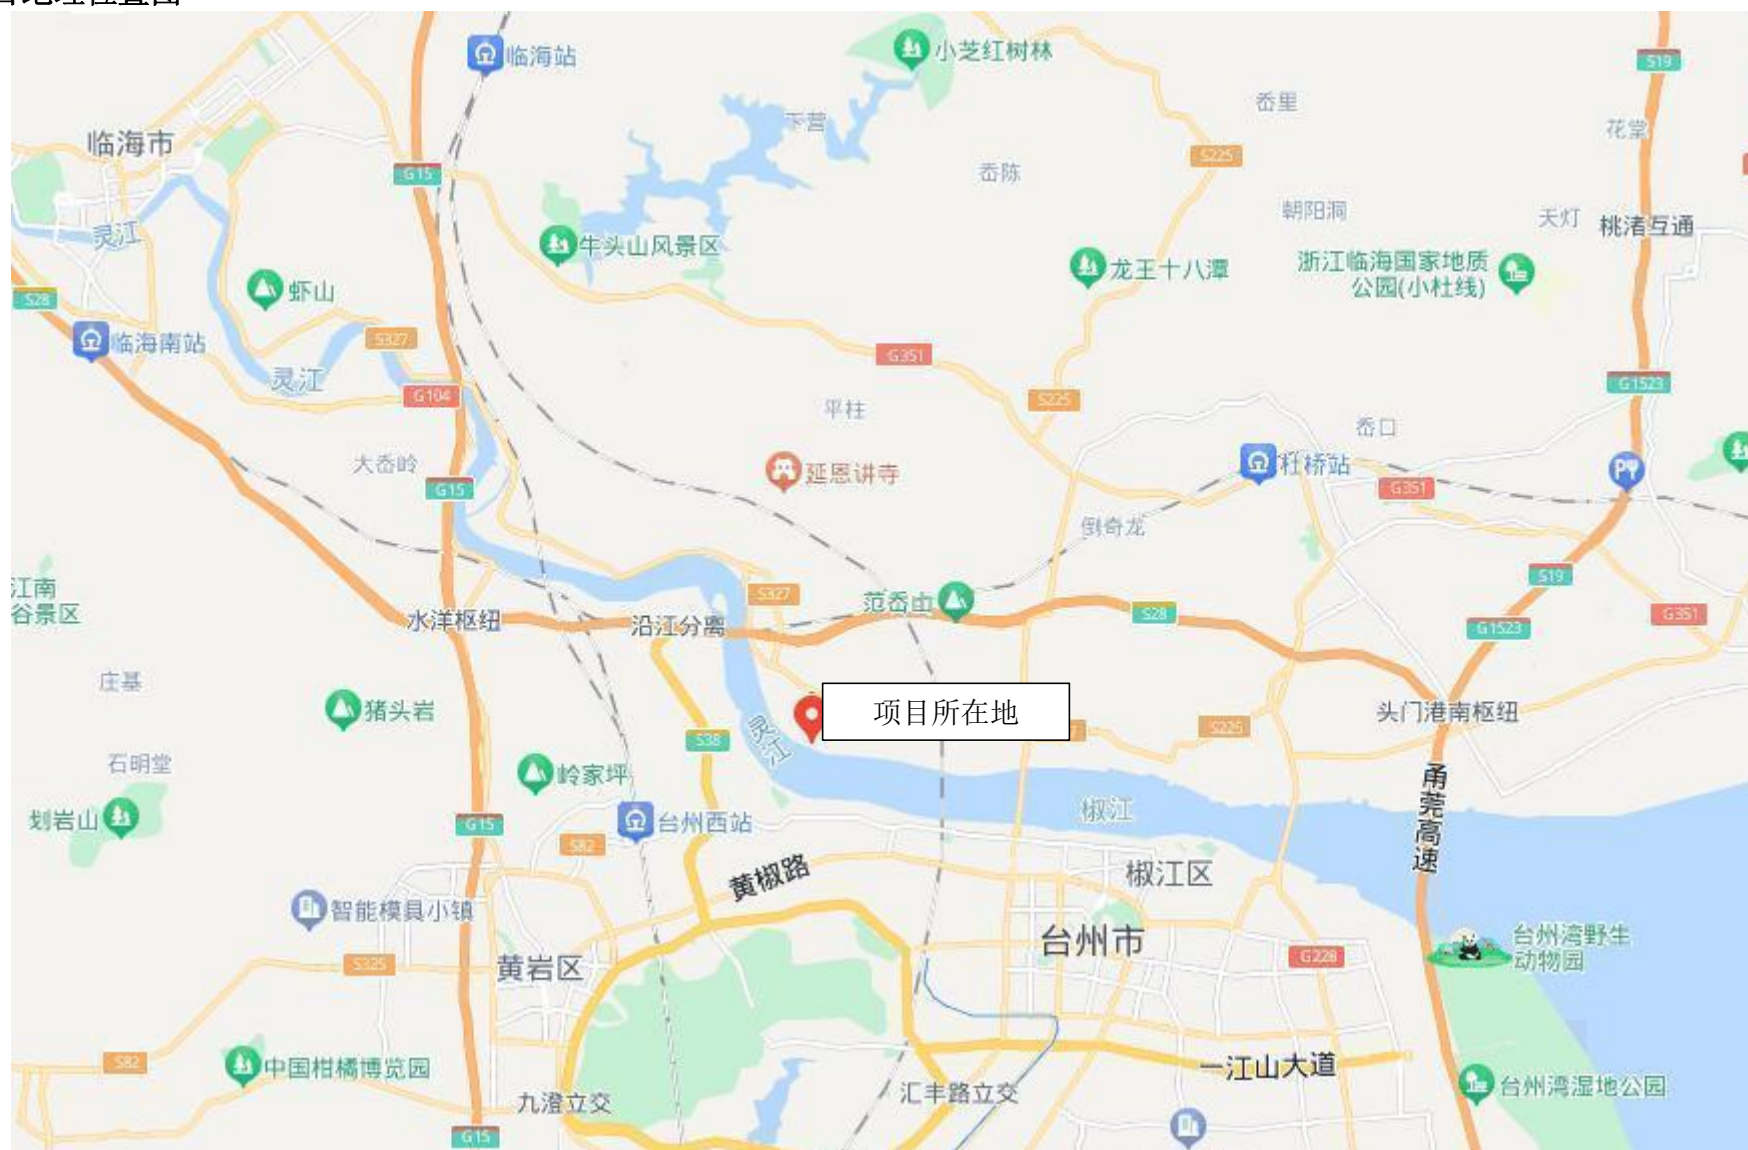 临海站
小芝红树林
S19
岙里
下营
花堂
临海市
S225
G15
岙陈
朝阳洞
天灯
桃渚互通
灵江
牛头山风景区
龙王十八潭
浙江临海国家地质
公园(小杜线)
虾山
S28
临海南站
S327
G351
灵江
G104
S225
G1523
平柱
岙口
大岙岭
延恩讲寺
杜桥站
G15
G351
倒奇龙
江南
谷景区
S19
S327
范岙山
S28
G351
水洋枢纽
沿江分离
G1523
庄基
猪头岩
项目所在地
头门港南枢纽
S225
灵江
S38
石明堂
岭家坪
甬莞高速
划岩山
G15
台州西站
椒江
S82
黄椒路
椒江区
智能模具小镇
台州市
台州湾野生
动物园
S325
黄岩区
G228
S82
中国柑橘博览园
一江山大道
九澄立交
汇丰路立交
台州湾湿地公园
G15